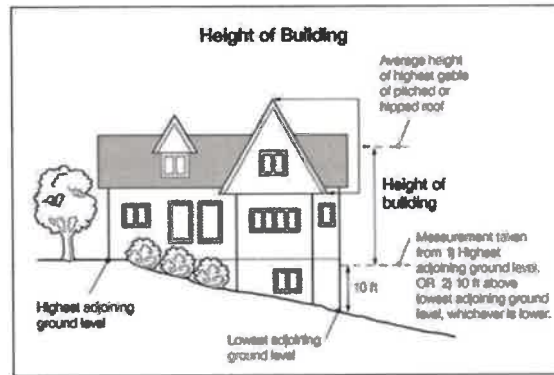 Height of Building
Average height
of highest gable
of pitched or
hipped roof
Height of
building
Measurement taken
from 1) Highest
adjoining ground level,
OR 2) 10 ft above
lowest adjoining ground
level, whichever is lower.
10 ft
Highest adjoining
ground level
Lowest adjoining
ground level